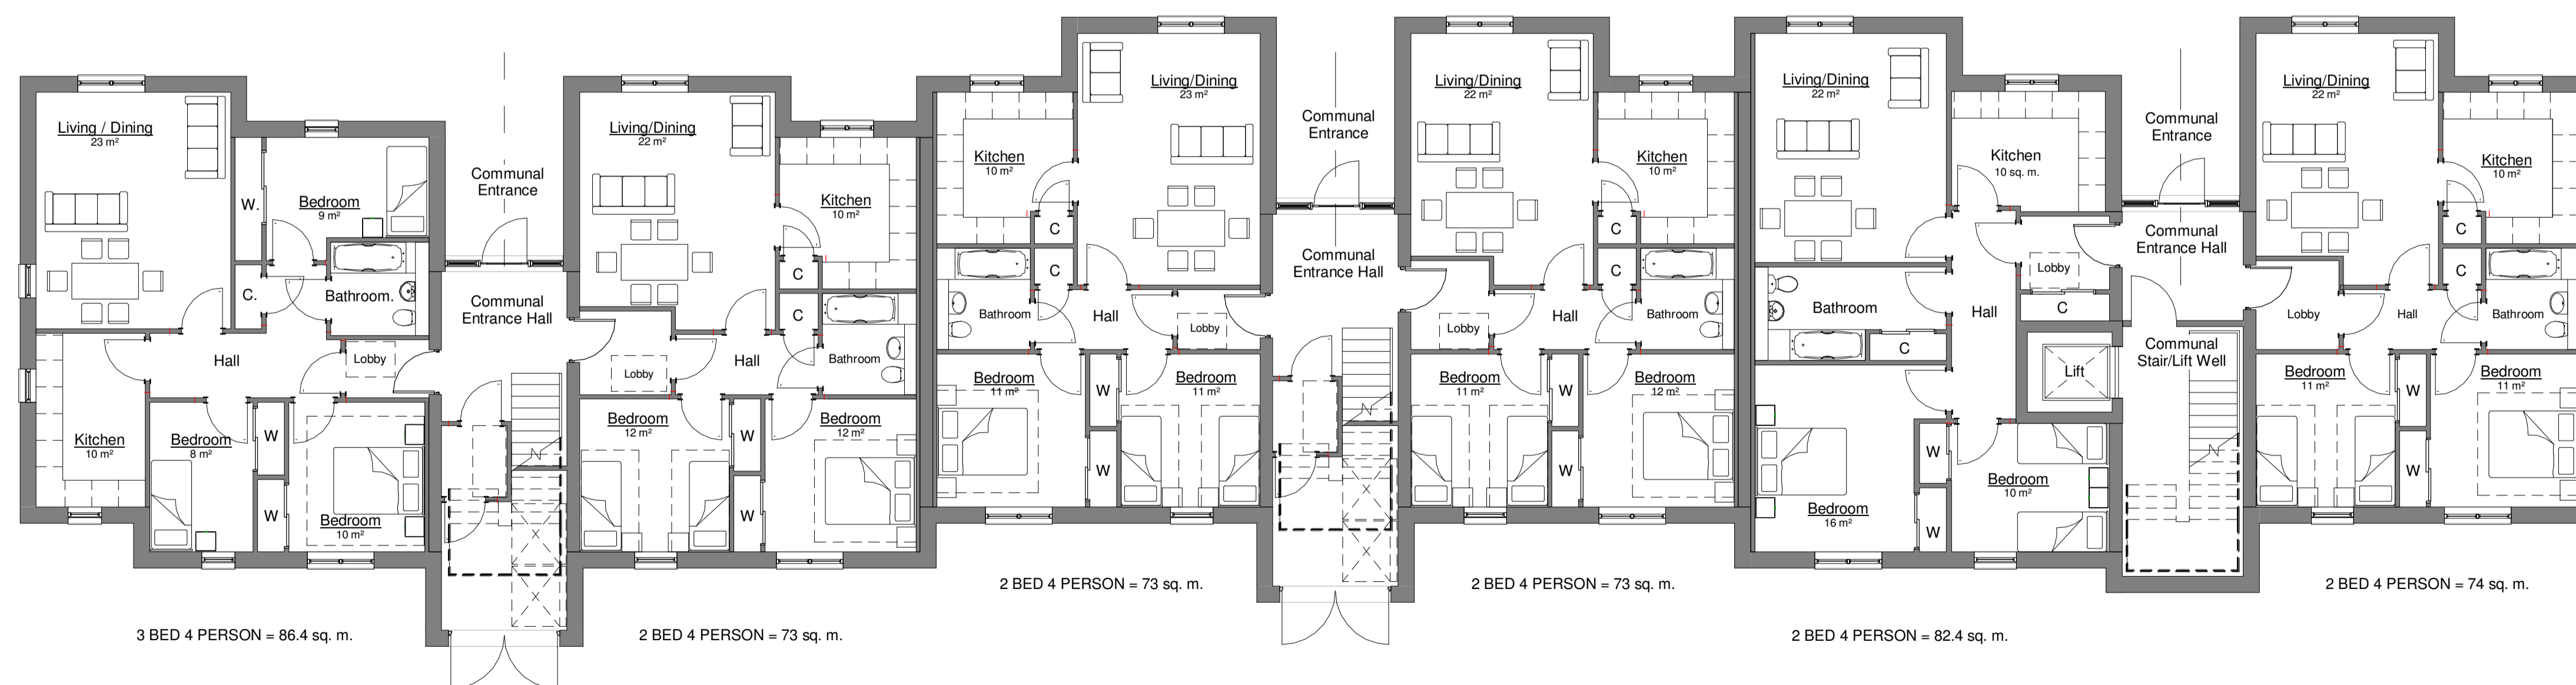 Living / Dining
23 m²
W.
Bedroom
9 m²
C.
Bathroom.
Hall
Lobby
Kitchen
10 m²
Bedroom
8 m²
W
W
Bedroom
10 m²
3 BED 4 PERSON = 86.4 sq. m.
Communal
Entrance
Communal
Entrance Hall
N
X
X
Living/Dining
22 m²
Kitchen
10 m²
C
C
Bathroom
Lobby
Hall
Bedroom
12 m²
W
W
Bedroom
12 m²
2 BED 4 PERSON = 73 sq. m.
Living/Dining
23 m²
Kitchen
10 m²
C
C
Bathroom
Hall
Lobby
Bedroom
11 m²
W
W
Bedroom
11 m²
2 BED 4 PERSON = 73 sq. m.
Communal
Entrance
Communal
Entrance Hall
N
X
X
Living/Dining
22 m²
Kitchen
10 m²
C
C
Bathroom
Lobby
Hall
Bedroom
11 m²
W
W
Bedroom
12 m²
2 BED 4 PERSON = 73 sq. m.
Living/Dining
22 m²
Kitchen
10 sq. m.
Lobby
C
Bathroom
C
Hall
Lift
Bedroom
16 m²
W
W
Bedroom
10 m²
2 BED 4 PERSON = 82.4 sq. m.
Communal
Entrance
Communal
Entrance Hall
Communal
Stair/Lift Well
N
Living/Dining
22 m²
Kitchen
10 m²
C
C
Bathroom
Lobby
Hall
Bedroom
11 m²
W
W
Bedroom
11 m²
2 BED 4 PERSON = 74 sq. m.